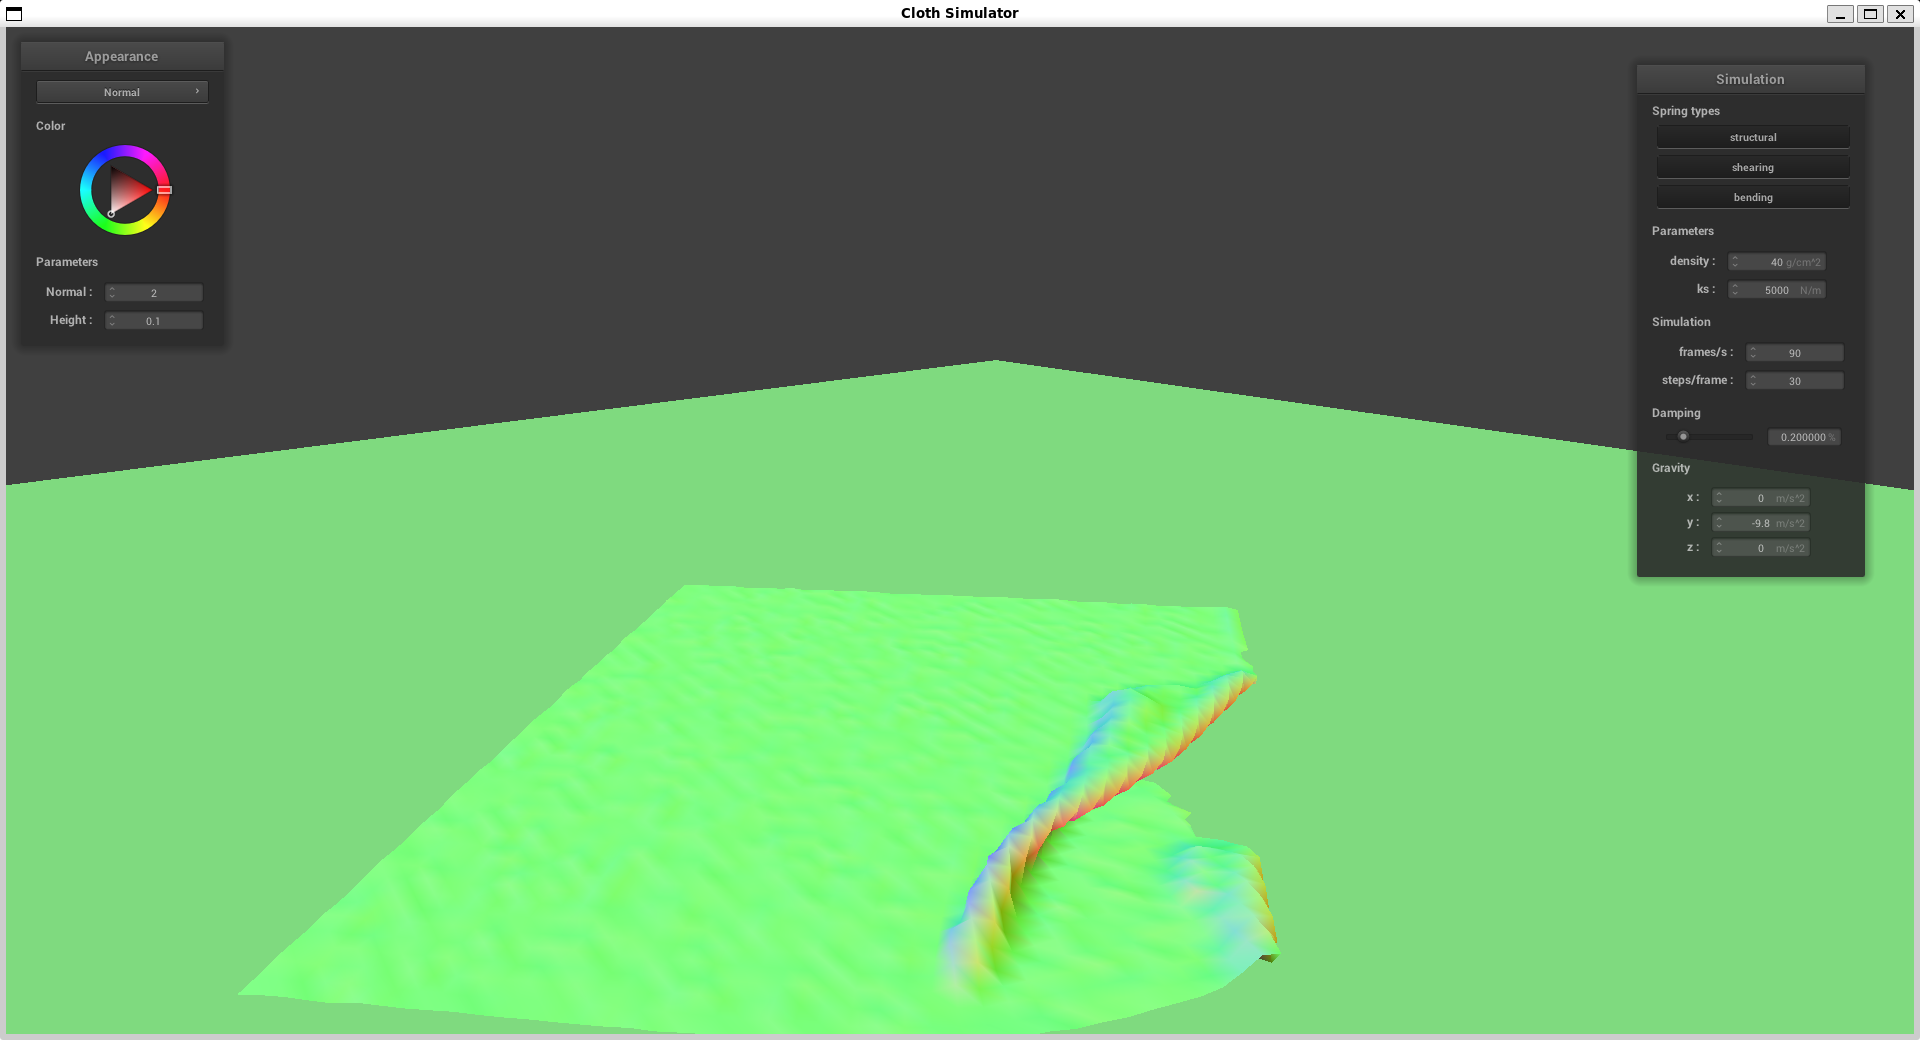 Cloth Simulator
Appearance
Normal
Color
Parameters
Normal : 2
Height : 0.1
Simulation
Spring types
structural
shearing
bending
Parameters
density : 40 g/cm^2
ks : 5000 N/m
Simulation
frames/s : 90
steps/frame : 30
Damping
0.200000 %
Gravity
x : 0 m/s^2
y : -9.8 m/s^2
z : 0 m/s^2